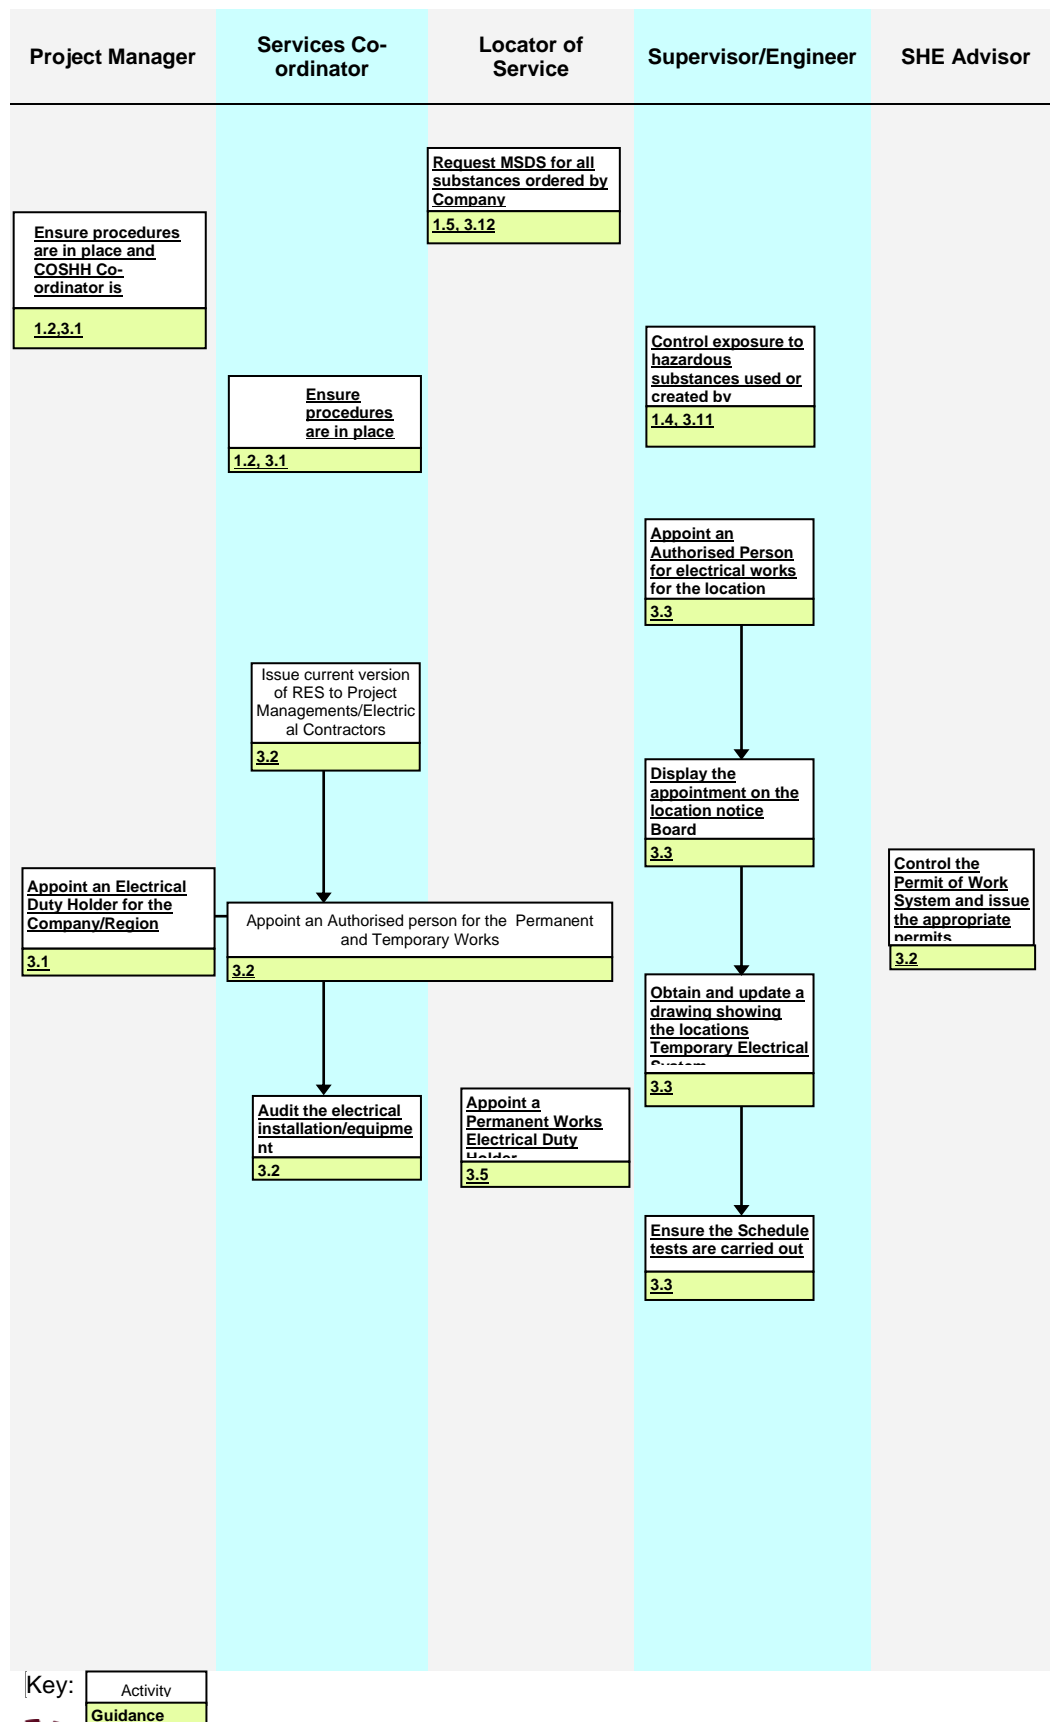 Project Manager
Services Co-
ordinator
Locator of
Service
Supervisor/Engineer
SHE Advisor
Request MSDS for all
substances ordered by
Company
1.5, 3.12
Ensure procedures
are in place and
COSHH Co-
ordinator is
1.2,3.1
Control exposure to
hazardous
substances used or
created by
1.4, 3.11
Ensure
procedures
are in place
1.2, 3.1
Appoint an
Authorised Person
for electrical works
for the location
3.3
Issue current version
of RES to Project
Managements/Electric
al Contractors
3.2
Display the
appointment on the
location notice
Board
3.3
Control the
Permit of Work
System and issue
the appropriate
permits
3.2
Appoint an Electrical
Duty Holder for the
Company/Region
3.1
Appoint an Authorised person for the Permanent
and Temporary Works
3.2
Obtain and update a
drawing showing
the locations
Temporary Electrical
System
3.3
Audit the electrical
installation/equipme
nt
3.2
Appoint a
Permanent Works
Electrical Duty
Holder
3.5
Ensure the Schedule
tests are carried out
3.3
Key:
Activity
Guidance